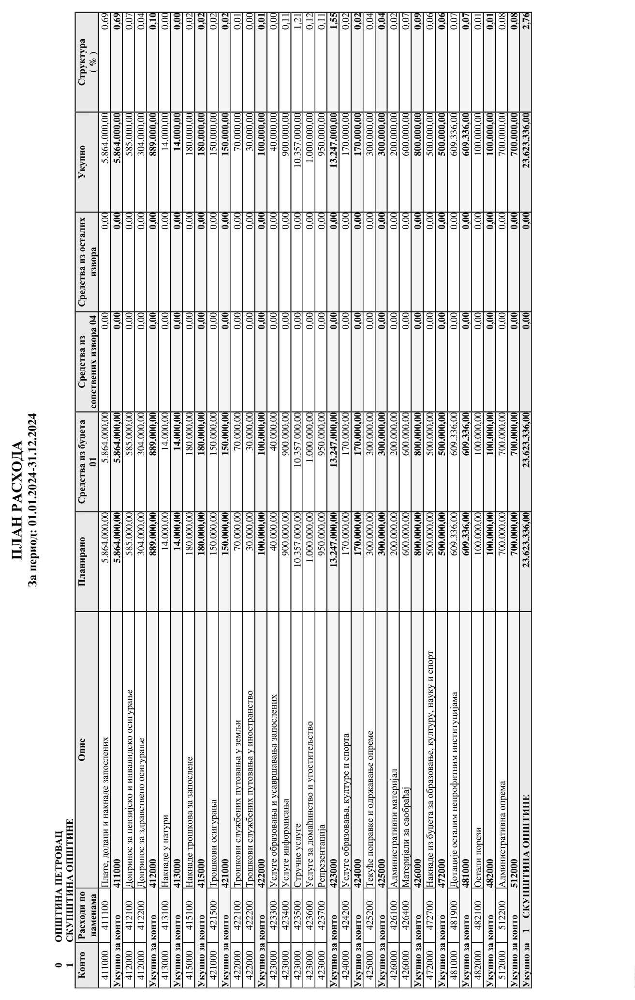 ПЛАН РАСХОДА
За период: 01.01.2024-31.12.2024
0 ОПШТИНА ПЕТРОВАЦ
1 СКУПШТИНА ОПШТИНЕ
Конто Расходи по наменама Опис Планирано Средства из буџета 01 Средства из сопствених извора 04 Средства из осталих извора Укупно Структура ( % )
411000 411100 Плате, додаци и накнаде запослених 5.864.000,00 5.864.000,00 0,00 0,00 5.864.000,00 0,69
Укупно за конто 411000 5.864.000,00 5.864.000,00 0,00 0,00 5.864.000,00 0,69
412000 412100 Допринос за пензијско и инвалидско осигурање 585.000,00 585.000,00 0,00 0,00 585.000,00 0,07
412000 412200 Допринос за здравствено осигурање 304.000,00 304.000,00 0,00 0,00 304.000,00 0,04
Укупно за конто 412000 889.000,00 889.000,00 0,00 0,00 889.000,00 0,10
413000 413100 Накнаде у натури 14.000,00 14.000,00 0,00 0,00 14.000,00 0,00
Укупно за конто 413000 14.000,00 14.000,00 0,00 0,00 14.000,00 0,00
415000 415100 Накнаде трошкова за запослене 180.000,00 180.000,00 0,00 0,00 180.000,00 0,02
Укупно за конто 415000 180.000,00 180.000,00 0,00 0,00 180.000,00 0,02
421000 421500 Трошкови осигурања 150.000,00 150.000,00 0,00 0,00 150.000,00 0,02
Укупно за конто 421000 150.000,00 150.000,00 0,00 0,00 150.000,00 0,02
422000 422100 Трошкови службених путовања у земљи 70.000,00 70.000,00 0,00 0,00 70.000,00 0,01
422000 422200 Трошкови службених путовања у иностранство 30.000,00 30.000,00 0,00 0,00 30.000,00 0,00
Укупно за конто 422000 100.000,00 100.000,00 0,00 0,00 100.000,00 0,01
423000 423300 Услуге образовања и усавршавања запослених 40.000,00 40.000,00 0,00 0,00 40.000,00 0,00
423000 423400 Услуге информисања 900.000,00 900.000,00 0,00 0,00 900.000,00 0,11
423000 423500 Стручне услуге 10.357.000,00 10.357.000,00 0,00 0,00 10.357.000,00 1,21
423000 423600 Услуге за домаћинство и угоститељство 1.000.000,00 1.000.000,00 0,00 0,00 1.000.000,00 0,12
423000 423700 Репрезентација 950.000,00 950.000,00 0,00 0,00 950.000,00 0,11
Укупно за конто 423000 13.247.000,00 13.247.000,00 0,00 0,00 13.247.000,00 1,55
424000 424200 Услуге образовања, културе и спорта 170.000,00 170.000,00 0,00 0,00 170.000,00 0,02
Укупно за конто 424000 170.000,00 170.000,00 0,00 0,00 170.000,00 0,02
425000 425200 Текуће поправке и одржавање опреме 300.000,00 300.000,00 0,00 0,00 300.000,00 0,04
Укупно за конто 425000 300.000,00 300.000,00 0,00 0,00 300.000,00 0,04
426000 426100 Административни материјал 200.000,00 200.000,00 0,00 0,00 200.000,00 0,02
426000 426400 Материјали за саобраћај 600.000,00 600.000,00 0,00 0,00 600.000,00 0,07
Укупно за конто 426000 800.000,00 800.000,00 0,00 0,00 800.000,00 0,09
472000 472700 Накнаде из буџета за образовање, културу, науку и спорт 500.000,00 500.000,00 0,00 0,00 500.000,00 0,06
Укупно за конто 472000 500.000,00 500.000,00 0,00 0,00 500.000,00 0,06
481000 481900 Дотације осталим непрофитним институцијама 609.336,00 609.336,00 0,00 0,00 609.336,00 0,07
Укупно за конто 481000 609.336,00 609.336,00 0,00 0,00 609.336,00 0,07
482000 482100 Остали порези 100.000,00 100.000,00 0,00 0,00 100.000,00 0,01
Укупно за конто 482000 100.000,00 100.000,00 0,00 0,00 100.000,00 0,01
512000 512200 Административна опрема 700.000,00 700.000,00 0,00 0,00 700.000,00 0,08
Укупно за конто 512000 700.000,00 700.000,00 0,00 0,00 700.000,00 0,08
Укупно за 1 СКУПШТИНА ОПШТИНЕ 23.623.336,00 23.623.336,00 0,00 0,00 23.623.336,00 2,76